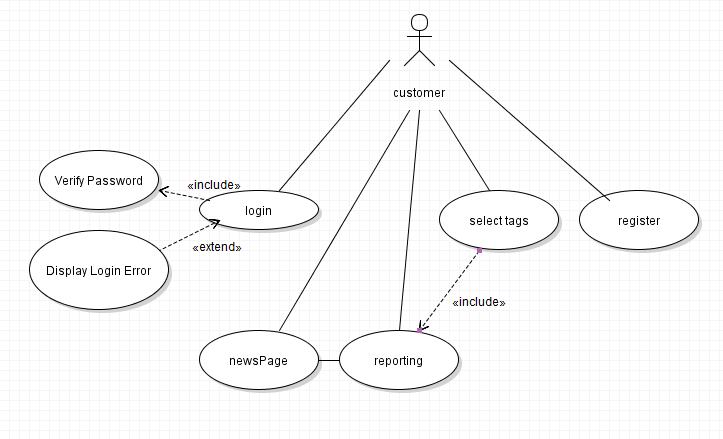 customer
Verify Password
«include»
login
select tags
register
«extend»
Display Login Error
«include»
newsPage
reporting